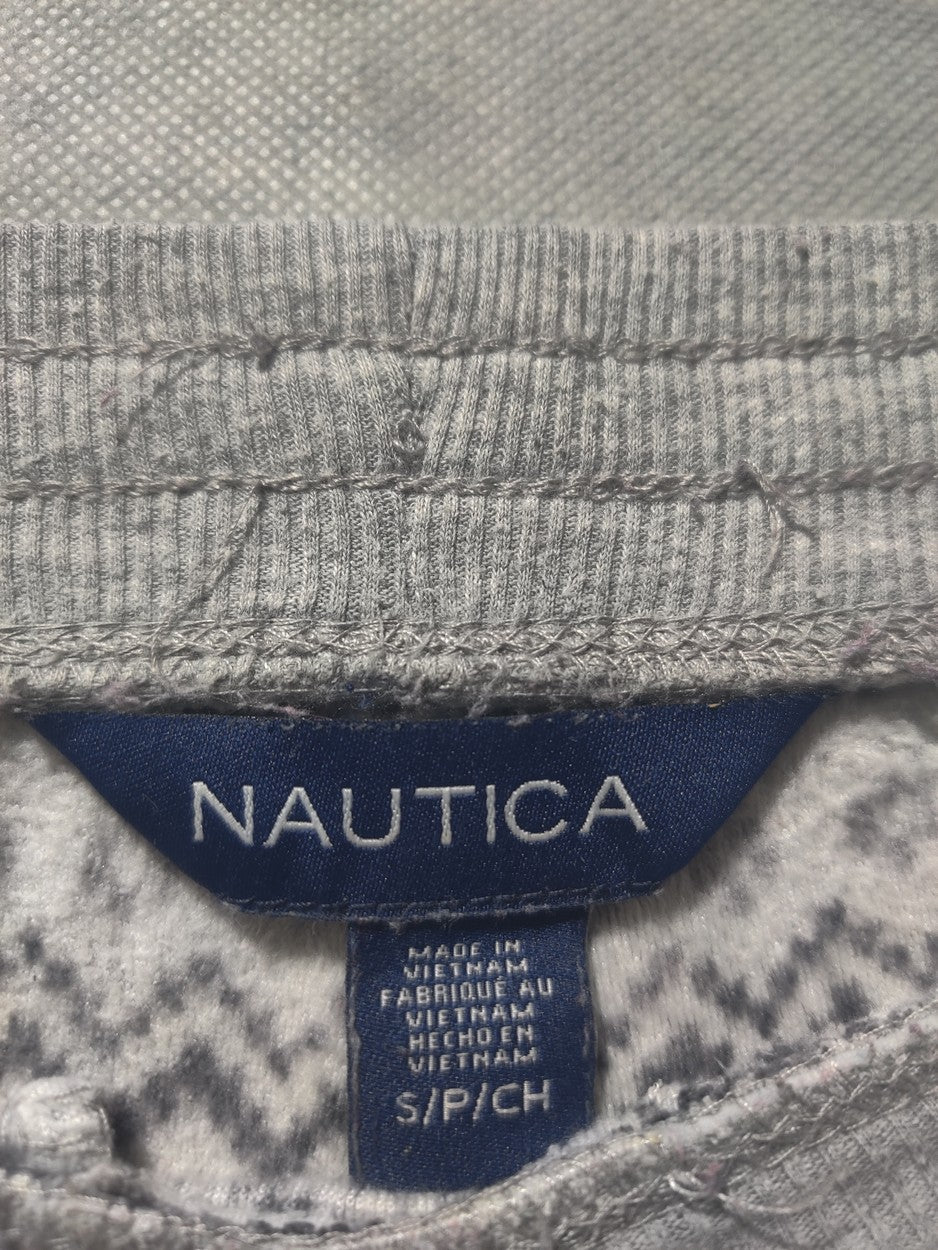 NAUTICA
MADE IN
VIETNAM
FABRIQUÉ AU
VIETNAM
HECHO EN
VIETNAM
S/P/CH